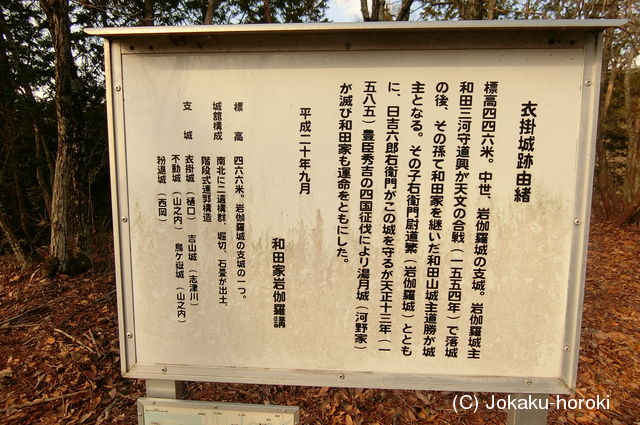 衣掛城跡由緒
標高四四六米。中世、岩伽羅城の支城。岩伽羅城主
和田三河守道興が天文の合戦（一五五四年）で落城
の後、その孫で和田家を継いだ和田山城主道勝が城
主となる。その子右衛門尉道繁（岩伽羅城）ととも
に、日吉六郎右衛門がこの城を守るが天正十三年（一
五八五）豊臣秀吉の四国征伐により湯月城（河野家）
が滅び和田家も運命をともにした。
平成二十年九月
和田家岩伽羅講
標高 四六六米。岩伽羅城の支城の一つ。
城舘構成 南北に二遍構群 堀切、石畳が出土、
階段式連郭構造
支城 衣掛城（樋口） 吉山城（志津川）
不動城（山之内） 鳥ケ嶽城（山之内）
粉退城（西岡）
(C) Jokaku-horoki